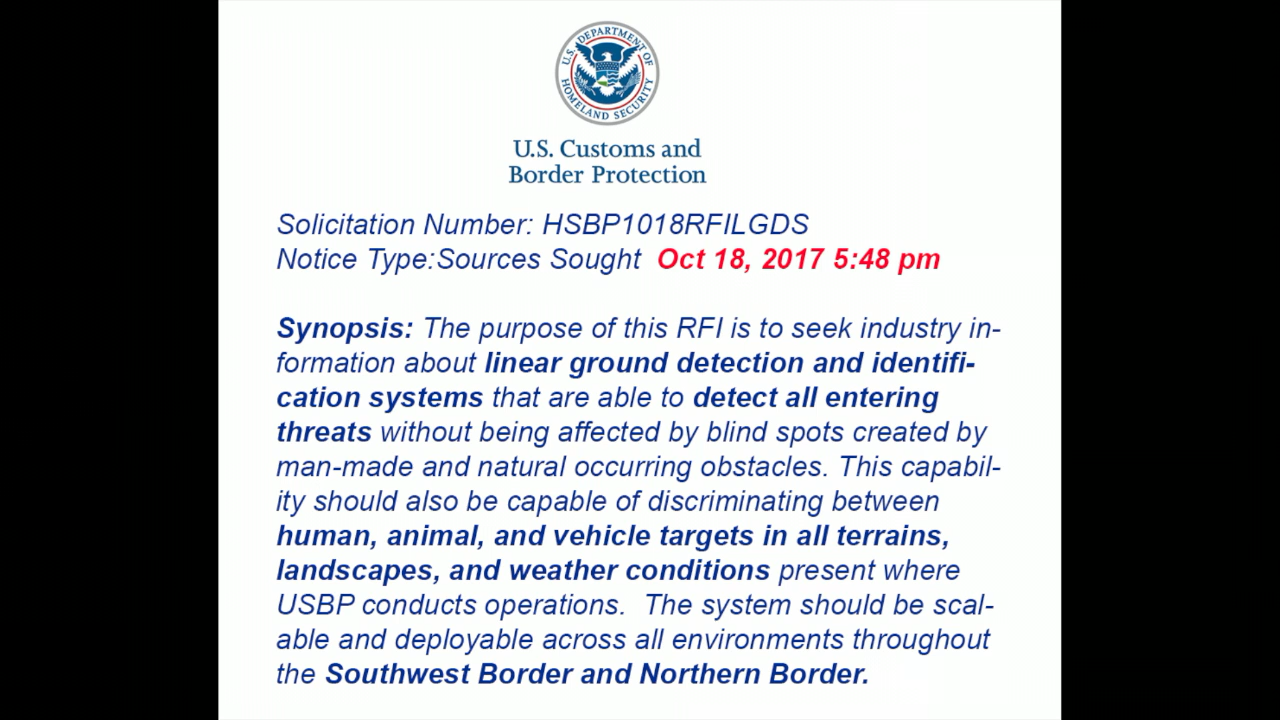 U.S. DEPARTMENT OF
HOMELAND SECURITY
U.S. Customs and
Border Protection
Solicitation Number: HSBP1018RFILGDS
Notice Type:Sources Sought Oct 18, 2017 5:48 pm
Synopsis: The purpose of this RFI is to seek industry in-
formation about linear ground detection and identifi-
cation systems that are able to detect all entering
threats without being affected by blind spots created by
man-made and natural occurring obstacles. This capabil-
ity should also be capable of discriminating between
human, animal, and vehicle targets in all terrains,
landscapes, and weather conditions present where
USBP conducts operations. The system should be scal-
able and deployable across all environments throughout
the Southwest Border and Northern Border.